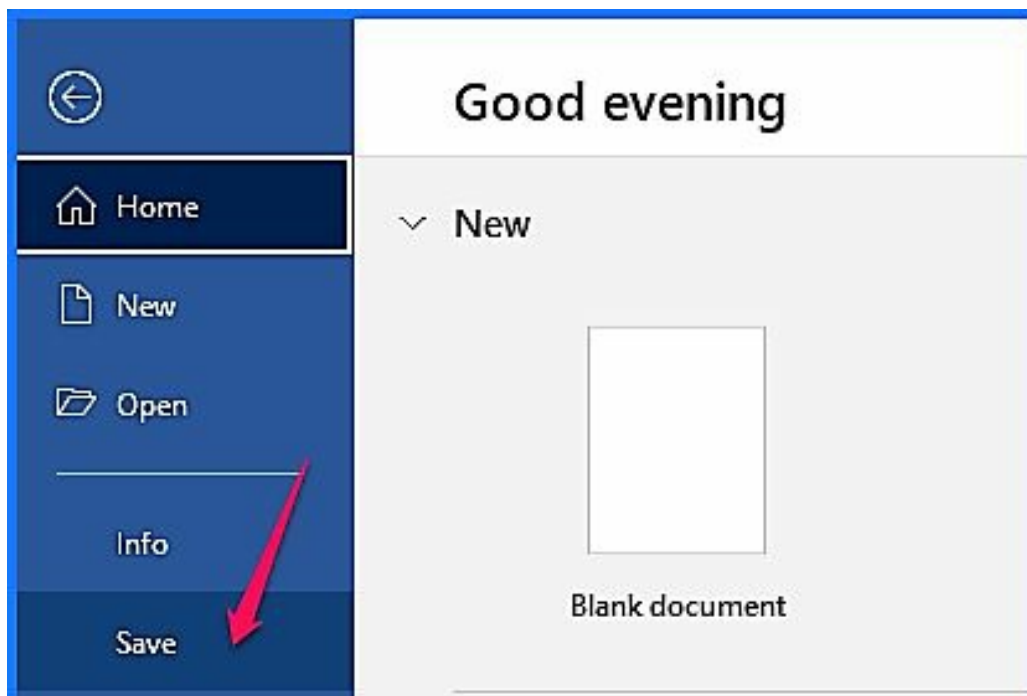 Good evening
Home
New
New
Open
Info
Blank document
Save